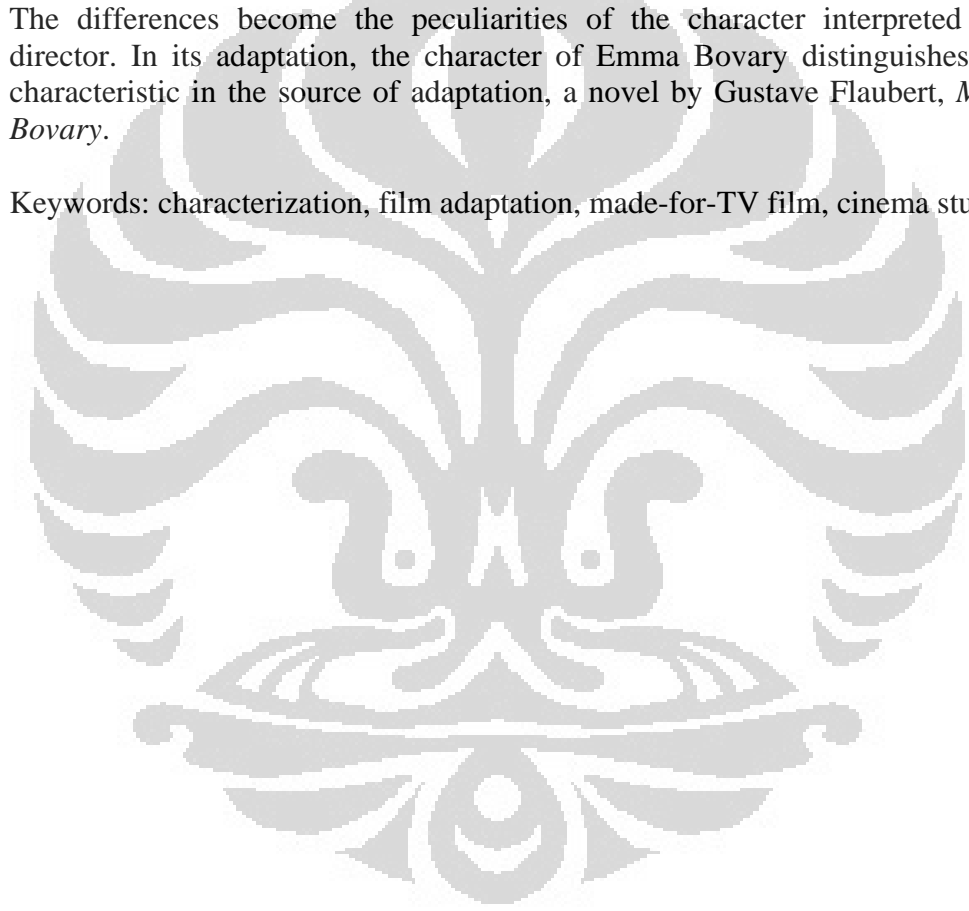 The differences become the peculiarities of the character interpreted
director. In its adaptation, the character of Emma Bovary distinguishes
characteristic in the source of adaptation, a novel by Gustave Flaubert,
Bovary.
Keywords: characterization, film adaptation, made-for-TV film, cinema